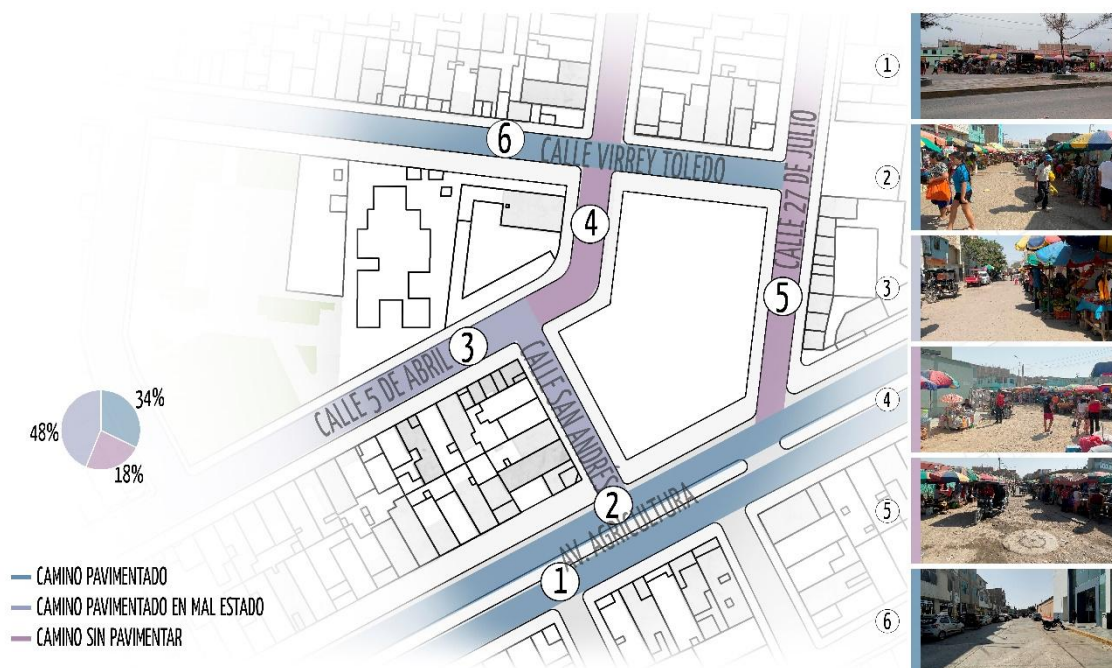 6
CALLE VIRREY TOLEDO
CALLE 27 DE JULIO
4
5
3
CALLE 5 DE ABRIL
CALLE SAN ANDRÉS
2
AV. AGRICULTURA
1
34%
48%
18%
CAMINO PAVIMENTADO
CAMINO PAVIMENTADO EN MAL ESTADO
CAMINO SIN PAVIMENTAR
1
2
3
4
5
6